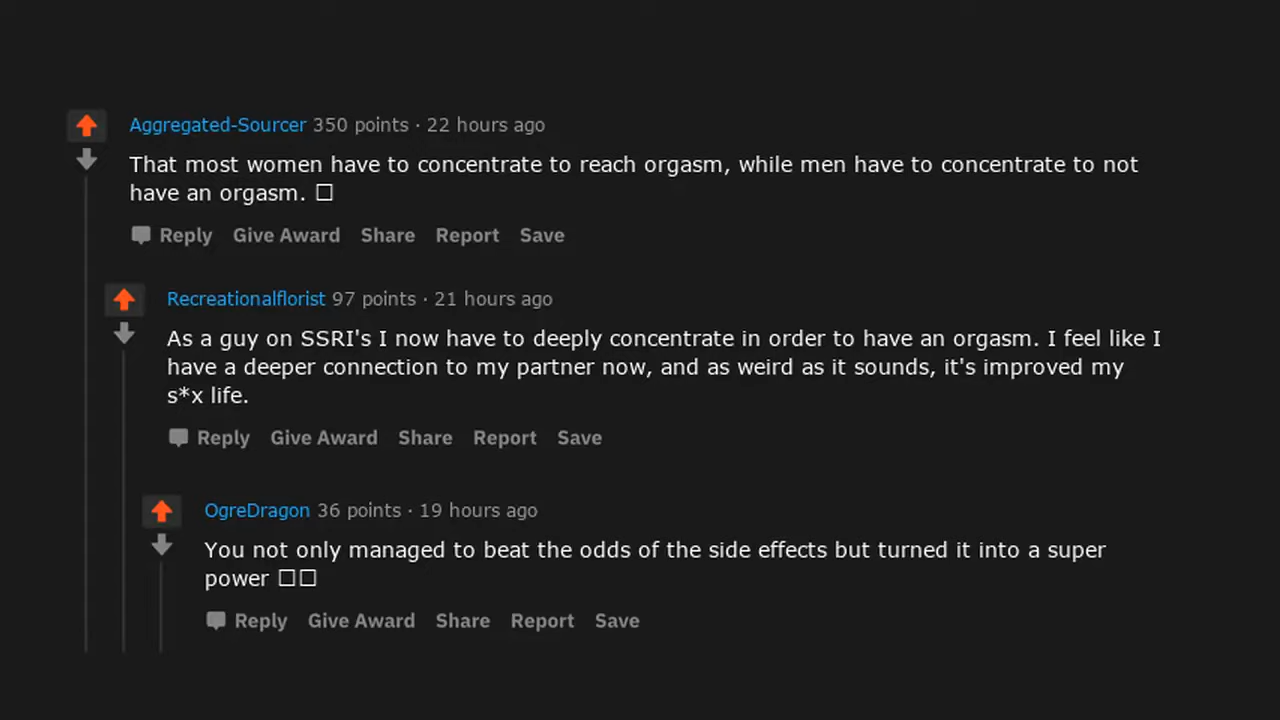 Aggregated-Sourcer 350 points · 22 hours ago
That most women have to concentrate to reach orgasm, while men have to concentrate to not
have an orgasm. □
Reply Give Award Share Report Save
Recreationalflorist 97 points · 21 hours ago
As a guy on SSRI's I now have to deeply concentrate in order to have an orgasm. I feel like I
have a deeper connection to my partner now, and as weird as it sounds, it's improved my
s*x life.
Reply Give Award Share Report Save
OgreDragon 36 points · 19 hours ago
You not only managed to beat the odds of the side effects but turned it into a super
power □□
Reply Give Award Share Report Save